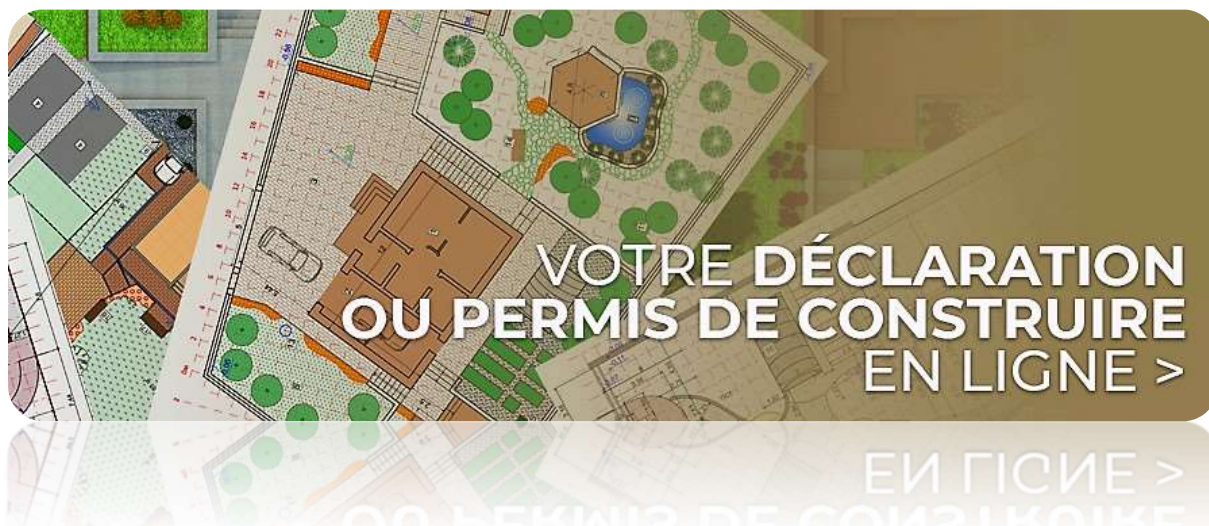 VOTRE DÉCLARATION
OU PERMIS DE CONSTRUIRE
EN LIGNE >